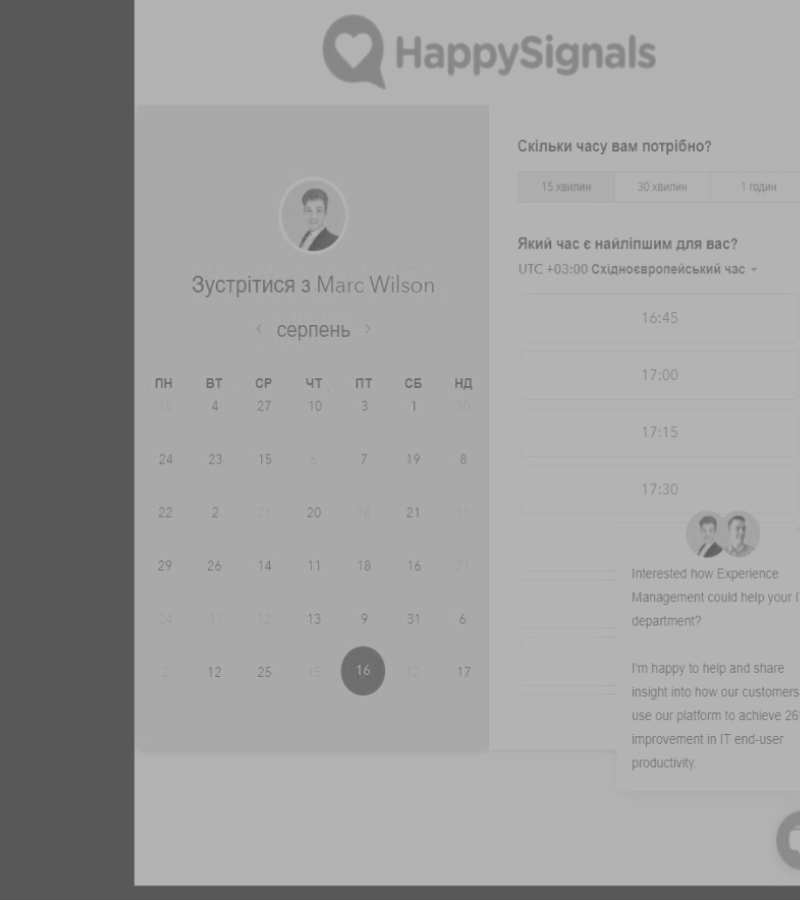 HappySignals
Скільки часу вам потрібно?
15 хвилин 30 хвилин 1 годин
Який час є найліпшим для вас?
UTC +03:00 Східноєвропейський час
16:45
17:00
17:15
17:30
Зустрітися з Marc Wilson
серпень
ПН ВТ СР ЧТ ПТ СБ НД
15 4 27 10 3 1 30
24 23 15 6 7 19 8
22 2 21 20 18 21 11
29 26 14 11 18 16 21
24 31 12 13 9 31 6
2 12 25 15 16 12 17
Interested how Experience
Management could help your
department?
I'm happy to help and share
insight into how our customers
use our platform to achieve
improvement in IT end-user
productivity.